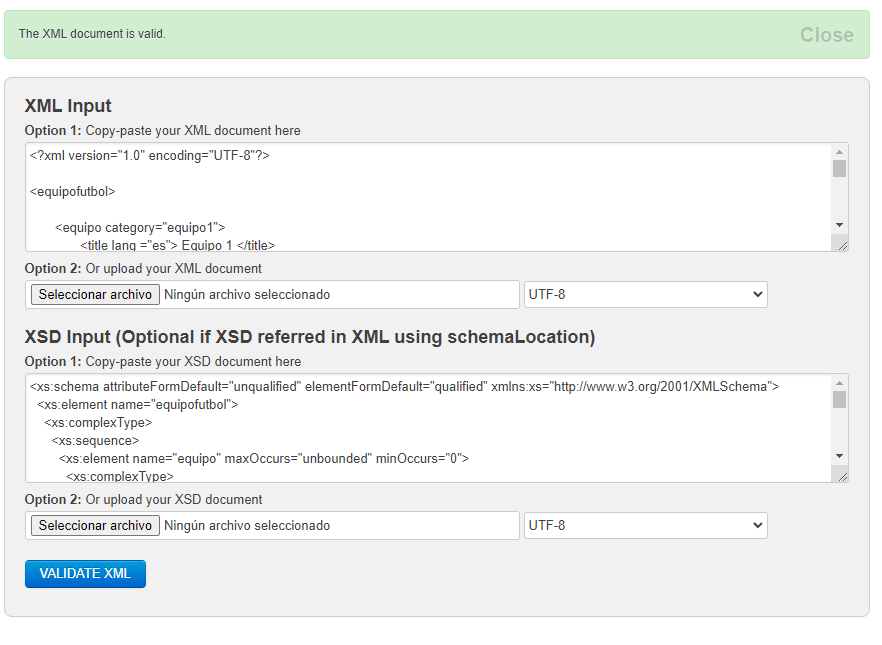 The XML document is valid.
Close
XML Input
Option 1: Copy-paste your XML document here
<?xml version="1.0" encoding="UTF-8"?>
<equipofutbol>
<equipo category="equipo1">
<title lang ="es"> Equipo 1 </title>
Option 2: Or upload your XML document
Seleccionar archivo Ningún archivo seleccionado UTF-8
XSD Input (Optional if XSD referred in XML using schemaLocation)
Option 1: Copy-paste your XSD document here
<xs:schema attributeFormDefault="unqualified" elementFormDefault="qualified" xmlns:xs="http://www.w3.org/2001/XMLSchema">
<xs:element name="equipofutbol">
<xs:complexType>
<xs:sequence>
<xs:element name="equipo" maxOccurs="unbounded" minOccurs="0">
<xs:complexType>
Option 2: Or upload your XSD document
Seleccionar archivo Ningún archivo seleccionado UTF-8
VALIDATE XML